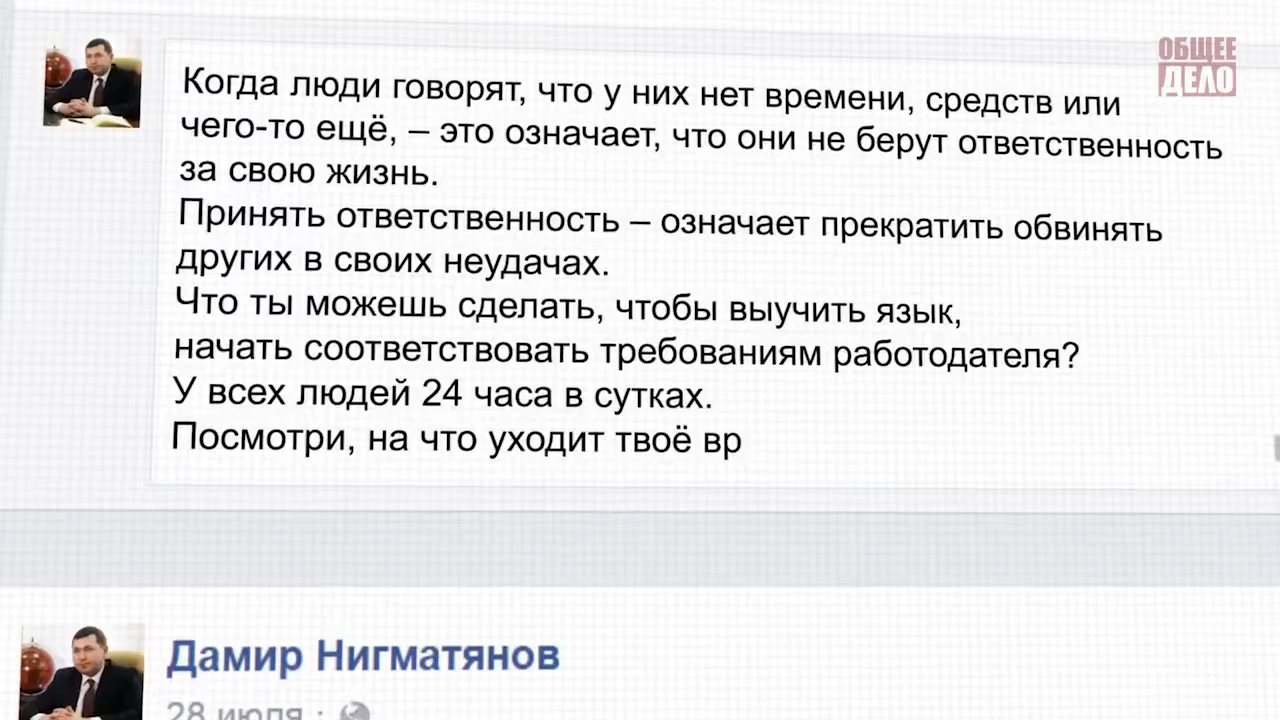 ОБЩЕЕ
ДЕЛО
Когда люди говорят, что у них нет времени, средств или
чего-то ещё, – это означает, что они не берут ответственность
за свою жизнь.
Принять ответственность – означает прекратить обвинять
других в своих неудачах.
Что ты можешь сделать, чтобы выучить язык,
начать соответствовать требованиям работодателя?
У всех людей 24 часа в сутках.
Посмотри, на что уходит твоё вр
Дамир Нигматянов
28 июля ·